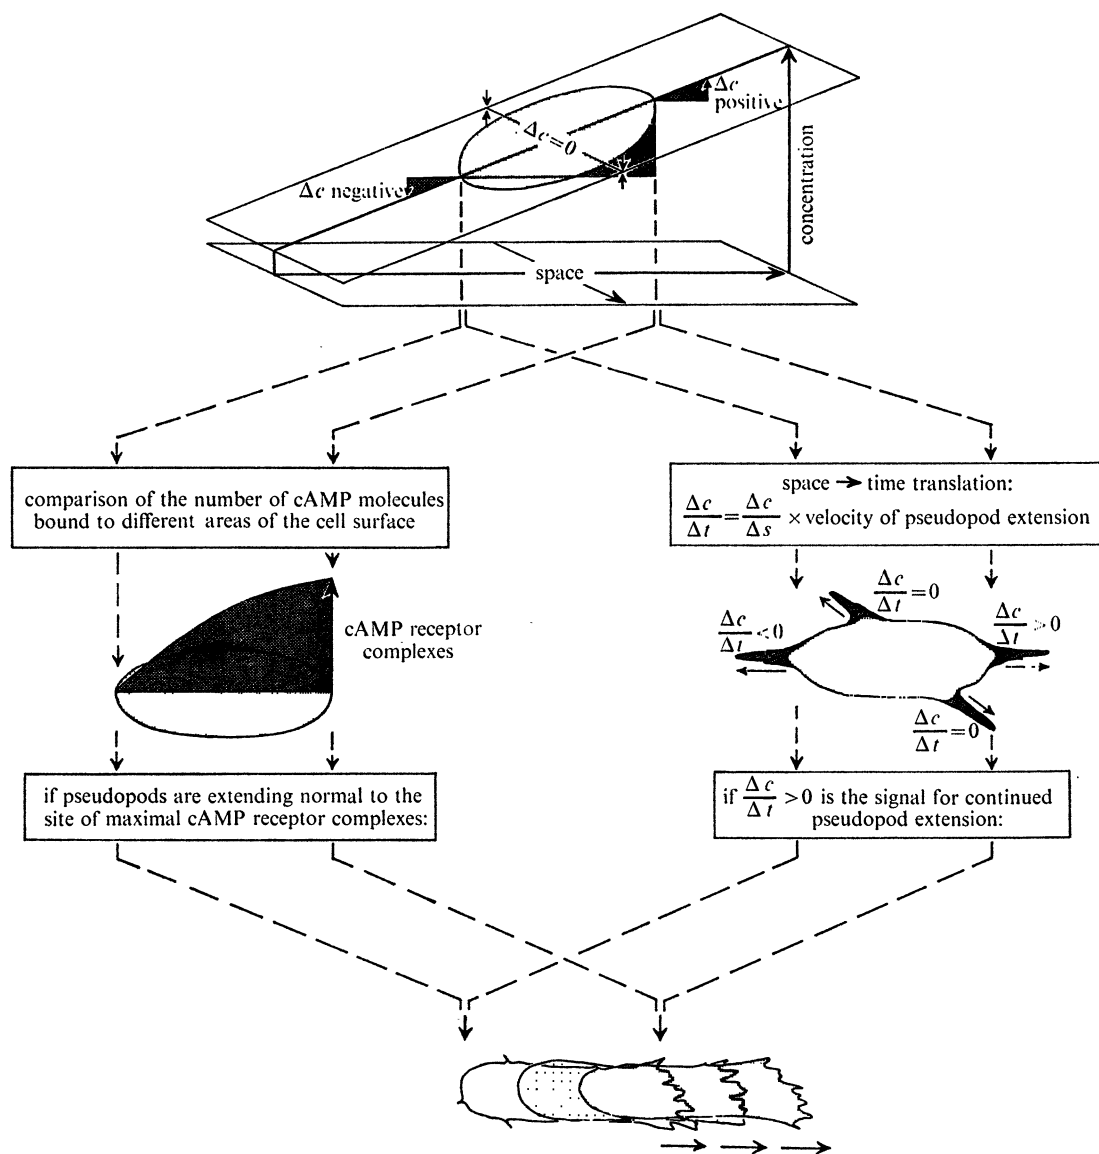 Δc
positive
Δc=0
Δc negative
concentration
space
comparison of the number of cAMP molecules
bound to different areas of the cell surface
space → time translation:
Δc/Δt = Δc/Δs × velocity of pseudopod extension
cAMP receptor
complexes
Δc/Δt = 0
Δc/Δt < 0
Δc/Δt > 0
Δc/Δt = 0
if pseudopods are extending normal to the
site of maximal cAMP receptor complexes:
if Δc/Δt > 0 is the signal for continued
pseudopod extension: